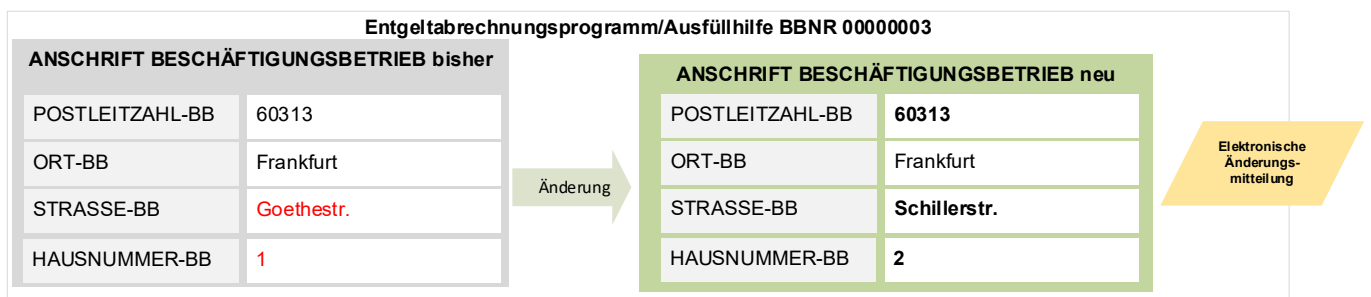 Entgeltabrechnungsprogramm/Ausfüllhilfe BBNR 00000003
ANSCHRIFT BESCHÄFTIGUNGSBETRIEB bisher
POSTLEITZAHL-BB 60313
ORT-BB Frankfurt
STRASSE-BB Goethestr.
HAUSNUMMER-BB 1
Änderung
ANSCHRIFT BESCHÄFTIGUNGSBETRIEB neu
POSTLEITZAHL-BB 60313
ORT-BB Frankfurt
STRASSE-BB Schillerstr.
HAUSNUMMER-BB 2
Elektronische
Änderungs-
mitteilung